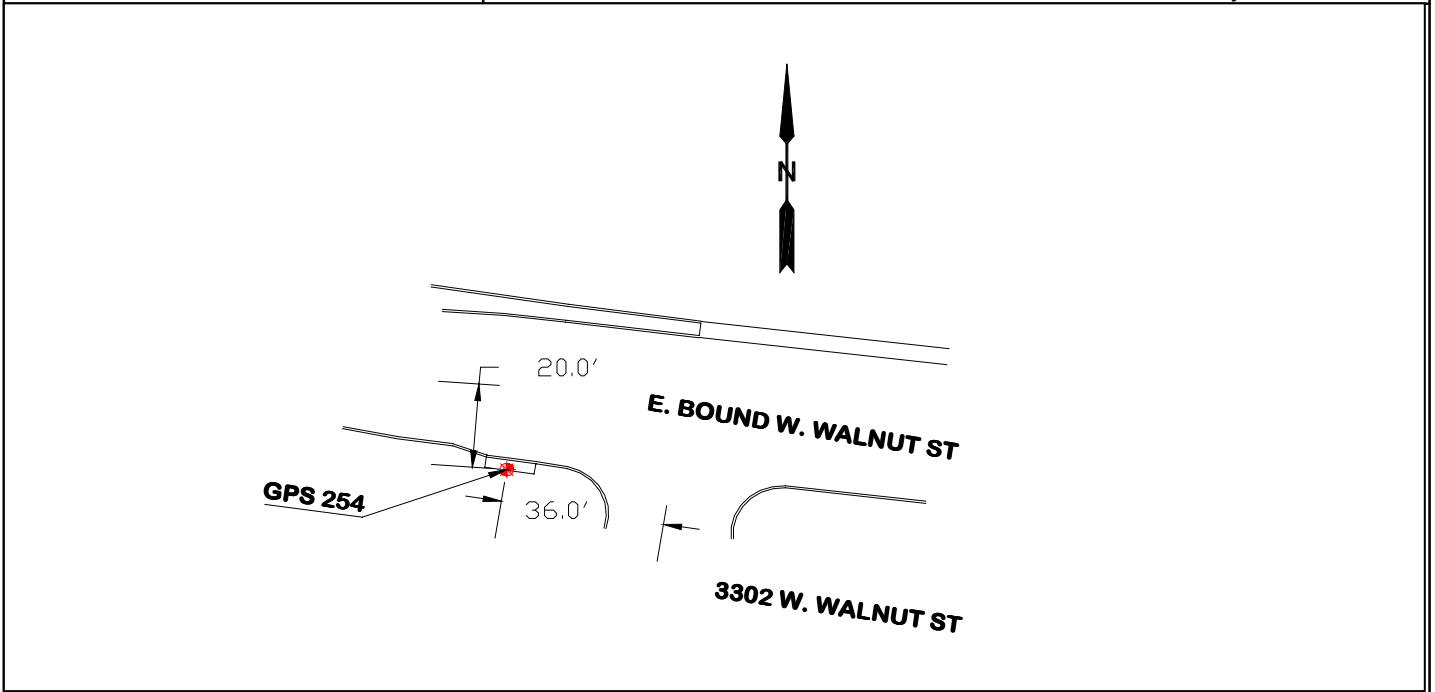 N
20.0'
E. BOUND W. WALNUT ST
GPS 254
36.0'
3302 W. WALNUT ST